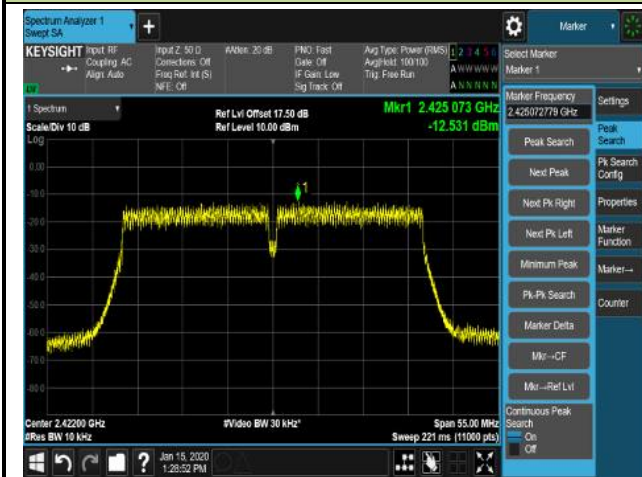 Spectrum Analyzer 1
Swept SA
+
Marker
KEYSIGHT
Input: RF
Coupling: AC
Align: Auto
Input Z: 50 Ω
Corrections: Off
Freq Ref: Int (S)
NFE: Off
#Atten: 20 dB
PNO: Fast
Gate: Off
IF Gain: Low
Sig Track: Off
Avg Type: Power (RMS)
Avg|Hold: 100/100
Trig: Free Run
1 2 3 4 5 6
A W W W W W
A N N N N N
Select Marker
Marker 1
1 Spectrum
Scale/Div 10 dB
Log
Ref Lvl Offset 17.50 dB
Ref Level 10.00 dBm
Mkr1 2.425 073 GHz
-12.531 dBm
0.00
-10.0
-20.0
-30.0
-40.0
-50.0
-60.0
-70.0
-80.0
1
Center 2.42200 GHz
#Res BW 10 kHz
#Video BW 30 kHz*
Span 55.00 MHz
Sweep 221 ms (11000 pts)
Marker Frequency
2.425072779 GHz
Peak Search
Next Peak
Next Pk Right
Next Pk Left
Minimum Peak
Pk-Pk Search
Marker Delta
Mkr→CF
Mkr→Ref Lvl
Continuous Peak
Search
On
Off
Settings
Peak
Search
Pk Search
Config
Properties
Marker
Function
Marker→
Counter
?
Jan 15, 2020
1:28:52 PM